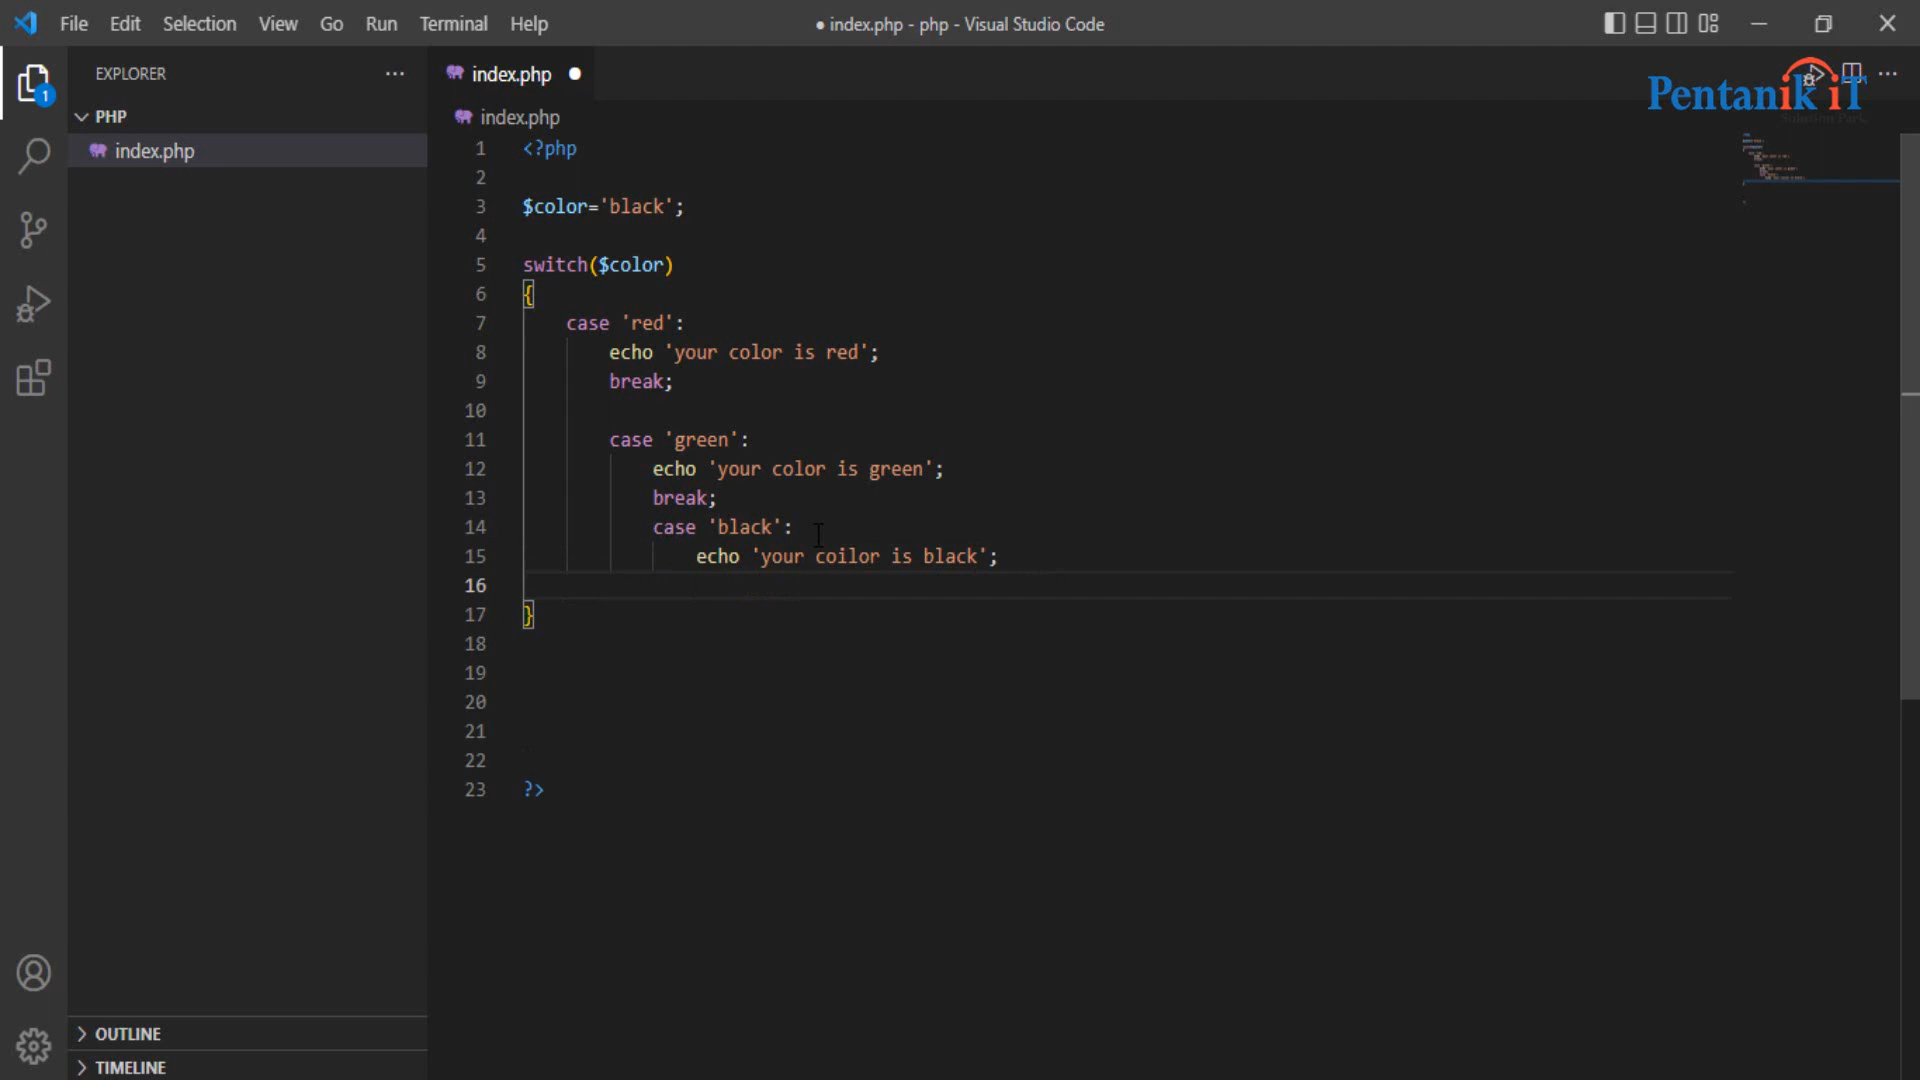 File Edit Selection View Go Run Terminal Help
● index.php - php - Visual Studio Code
EXPLORER
1
PHP
index.php
index.php
Pentanik iT
Solution Park
index.php
1 <?php
2
3 $color='black';
4
5 switch($color)
6 {
7 case 'red':
8 echo 'your color is red';
9 break;
10
11 case 'green':
12 echo 'your color is green';
13 break;
14 case 'black':
15 echo 'your coilor is black';
16
17 }
18
19
20
21
22
23 ?>
OUTLINE
TIMELINE